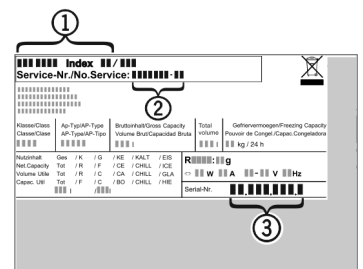 1
Index /
Service-Nr./No.Service: -
2
Klasse/Class Ap-Typ/AP-Type Bruttoinhalt/Gross Capacity Total Gefriervermoegen/Freezing Capacity
Classe/Clase AP-Type/AP-Tipo Volume Brut/Capacidad Bruta volume Pouvoir de Congel./Capac.Congeladora
l l kg / 24 h
Nutzinhalt Ges / K / G / KE / KALT / EIS
Net.Capacity Tot / R / F / CE / CHILL / ICE
Volume Utile Tot / R / C / CA / CHILL / GLA
Capac. Util Tot / F / C / BO / CHILL / HIE
l / l
R : g
W A - V Hz
Serial-Nr. . . .
3